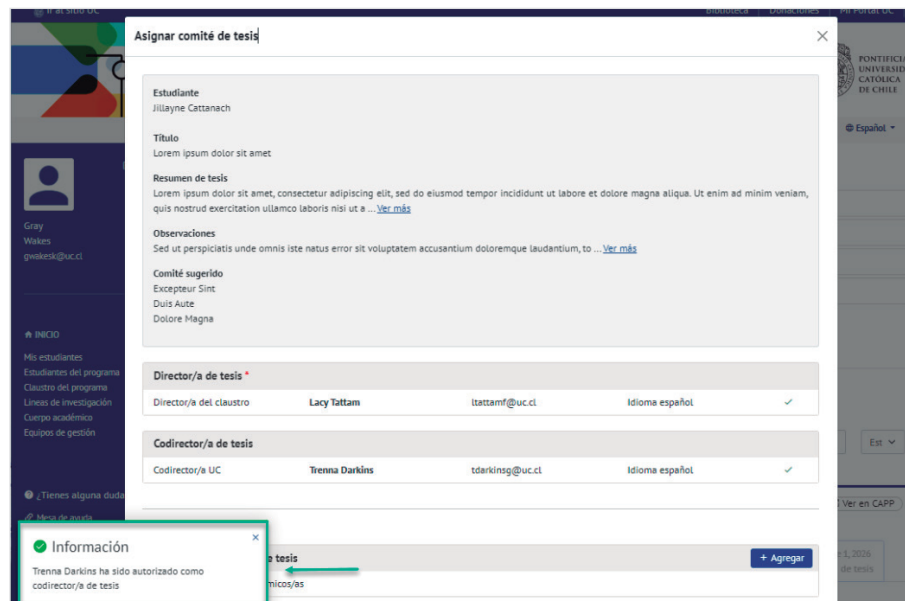 Ir al Sitio UC
Biblioteca
Donaciones
Mi Portal UC
Asignar comité de tesis
×
PONTIFICIA
UNIVERSID
CATÓLICA
DE CHILE
Español
Estudiante
Jillayne Cattanach
Título
Lorem ipsum dolor sit amet
Resumen de tesis
Lorem ipsum dolor sit amet, consectetur adipiscing elit, sed do eiusmod tempor incididunt ut labore et dolore magna aliqua. Ut enim ad minim veniam,
quis nostrud exercitation ullamco laboris nisi ut a ... Ver más
Observaciones
Sed ut perspiciatis unde omnis iste natus error sit voluptatem accusantium doloremque laudantium, to ... Ver más
Comité sugerido
Excepteur Sint
Duis Aute
Dolore Magna
Gray
Wakes
gwakesk@uc.cl
INICIO
Mis estudiantes
Estudiantes del programa
Claustro del programa
Lineas de investigación
Cuerpo académico
Equipos de gestión
Director/a de tesis *
Director/a del claustro Lacy Tattam ltattamf@uc.cl Idioma español
Codirector/a de tesis
Codirector/a UC Trenna Darkins tdarkinsg@uc.cl Idioma español
Est
¿Tienes alguna duda
Mesa de ayuda
Ver en CAPP
e tesis
+ Agregar
micos/as
1, 2026
de tesis
Información
×
Trenna Darkins ha sido autorizado como
codirector/a de tesis